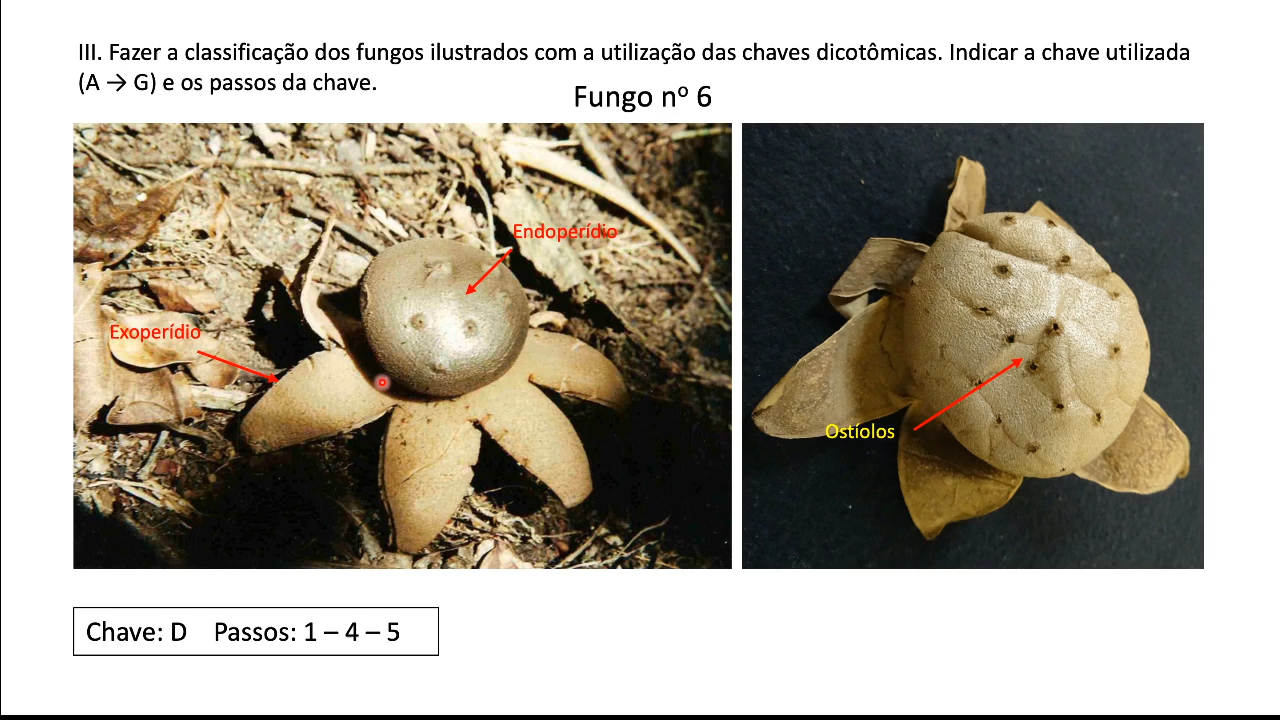 III. Fazer a classificação dos fungos ilustrados com a utilização das chaves dicotômicas. Indicar a chave utilizada
(A → G) e os passos da chave.
Fungo nº 6
Endoperídio
Exoperídio
Ostíolos
Chave: D Passos: 1 – 4 – 5